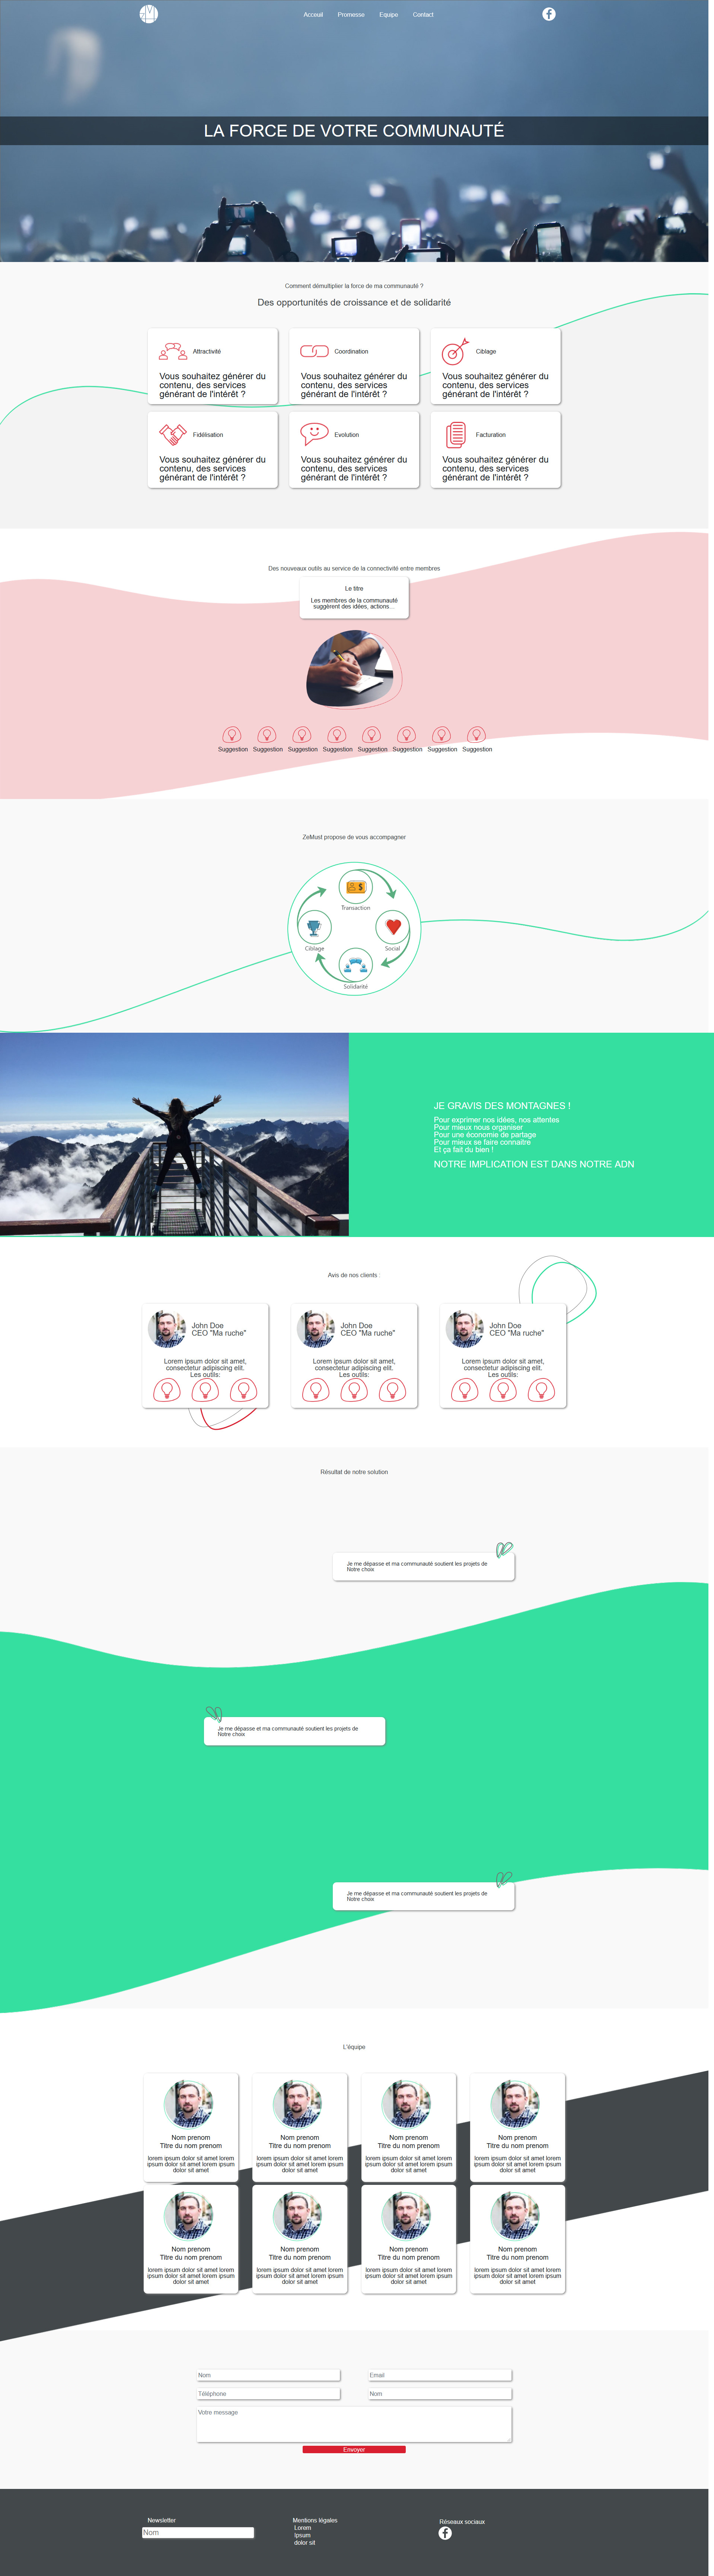 ZM
Acceuil Promesse Equipe Contact
LA FORCE DE VOTRE COMMUNAUTÉ
Comment démultiplier la force de ma communauté ?
Des opportunités de croissance et de solidarité
Attractivité
Vous souhaitez générer du
contenu, des services
générant de l'intérêt ?
Coordination
Vous souhaitez générer du
contenu, des services
générant de l'intérêt ?
Ciblage
Vous souhaitez générer du
contenu, des services
générant de l'intérêt ?
Fidélisation
Vous souhaitez générer du
contenu, des services
générant de l'intérêt ?
Evolution
Vous souhaitez générer du
contenu, des services
générant de l'intérêt ?
Facturation
Vous souhaitez générer du
contenu, des services
générant de l'intérêt ?
Des nouveaux outils au service de la connectivité entre membres
Le titre
Les membres de la communauté
suggèrent des idées, actions...
Suggestion Suggestion Suggestion Suggestion Suggestion Suggestion Suggestion Suggestion
ZeMust propose de vous accompagner
Transaction
Ciblage
Social
Solidarité
JE GRAVIS DES MONTAGNES !
Pour exprimer nos idées, nos attentes
Pour mieux nous organiser
Pour une économie de partage
Pour mieux se faire connaitre
Et ça fait du bien !
NOTRE IMPLICATION EST DANS NOTRE ADN
Avis de nos clients :
John Doe
CEO "Ma ruche"
Lorem ipsum dolor sit amet,
consectetur adipiscing elit.
Les outils:
John Doe
CEO "Ma ruche"
Lorem ipsum dolor sit amet,
consectetur adipiscing elit.
Les outils:
John Doe
CEO "Ma ruche"
Lorem ipsum dolor sit amet,
consectetur adipiscing elit.
Les outils:
Résultat de notre solution
Je me dépasse et ma communauté soutient les projets de
Notre choix
Je me dépasse et ma communauté soutient les projets de
Notre choix
Je me dépasse et ma communauté soutient les projets de
Notre choix
L'équipe
Nom prenom
Titre du nom prenom
lorem ipsum dolor sit amet lorem
ipsum dolor sit amet lorem ipsum
dolor sit amet
Nom prenom
Titre du nom prenom
lorem ipsum dolor sit amet lorem
ipsum dolor sit amet lorem ipsum
dolor sit amet
Nom prenom
Titre du nom prenom
lorem ipsum dolor sit amet lorem
ipsum dolor sit amet lorem ipsum
dolor sit amet
Nom prenom
Titre du nom prenom
lorem ipsum dolor sit amet lorem
ipsum dolor sit amet lorem ipsum
dolor sit amet
Nom prenom
Titre du nom prenom
lorem ipsum dolor sit amet lorem
ipsum dolor sit amet lorem ipsum
dolor sit amet
Nom prenom
Titre du nom prenom
lorem ipsum dolor sit amet lorem
ipsum dolor sit amet lorem ipsum
dolor sit amet
Nom prenom
Titre du nom prenom
lorem ipsum dolor sit amet lorem
ipsum dolor sit amet lorem ipsum
dolor sit amet
Nom prenom
Titre du nom prenom
lorem ipsum dolor sit amet lorem
ipsum dolor sit amet lorem ipsum
dolor sit amet
Nom
Email
Téléphone
Nom
Votre message
Envoyer
Newsletter
Nom
Mentions légales
Lorem
Ipsum
dolor sit
Réseaux sociaux